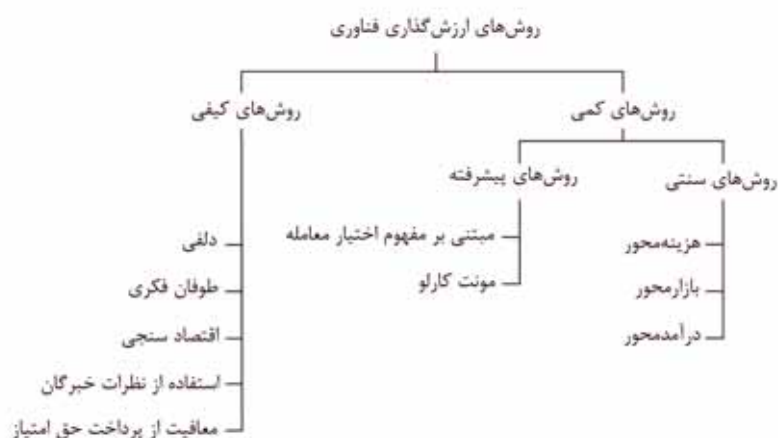 روش‌های ارزش‌گذاری فناوری
روش‌های کمی
روش‌های کیفی
روش‌های سنتی
روش‌های پیشرفته
هزینه‌محور
بازارمحور
درآمدمحور
مبتنی بر مفهوم اختیار معامله
مونت کارلو
دلفی
طوفان فکری
اقتصاد سنجی
استفاده از نظرات خبرگان
معافیت از پرداخت حق امتیاز